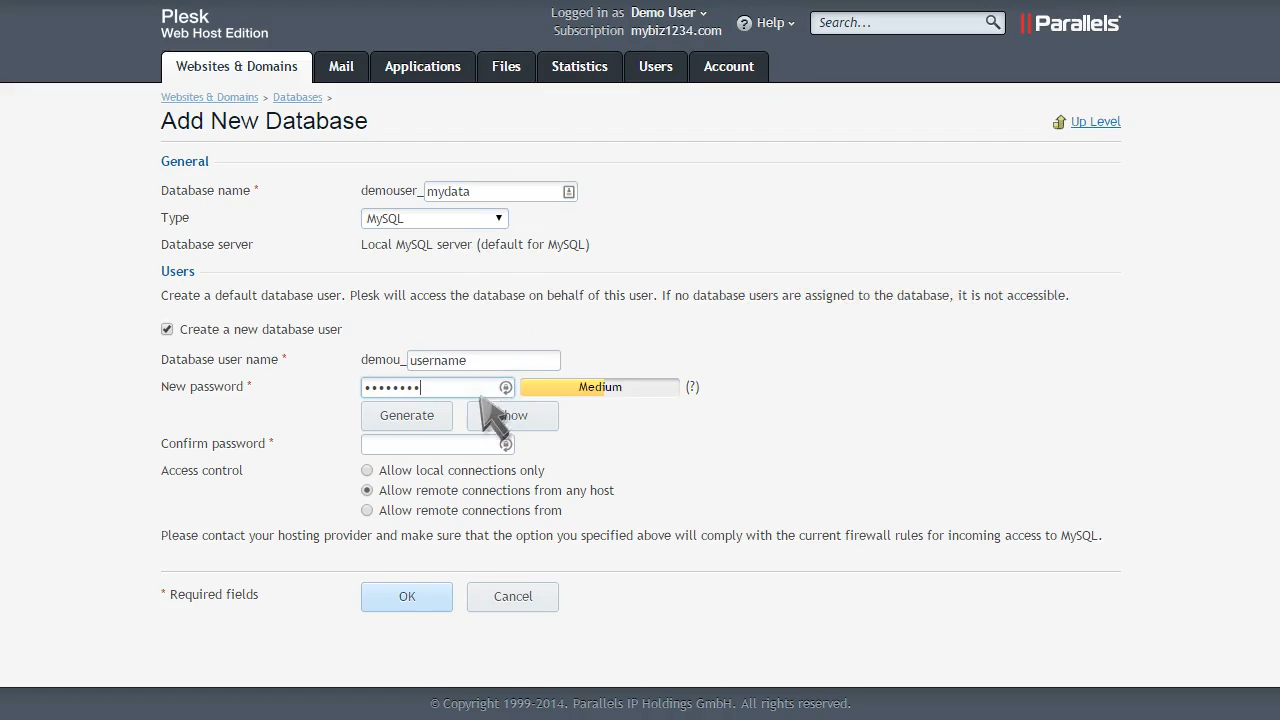 Plesk
Web Host Edition
Logged in as Demo User
Subscription mybiz1234.com
? Help
Search...
Parallels®
Websites & Domains
Mail
Applications
Files
Statistics
Users
Account
Websites & Domains > Databases >
Add New Database
Up Level
General
Database name * demouser_ mydata
Type MySQL
Database server Local MySQL server (default for MySQL)
Users
Create a default database user. Plesk will access the database on behalf of this user. If no database users are assigned to the database, it is not accessible.
Create a new database user
Database user name * demou_ username
New password * •••••••• Medium (?)
Generate
Confirm password *
Access control
Allow local connections only
Allow remote connections from any host
Allow remote connections from
Please contact your hosting provider and make sure that the option you specified above will comply with the current firewall rules for incoming access to MySQL.
* Required fields
OK
Cancel
© Copyright 1999-2014. Parallels IP Holdings GmbH. All rights reserved.